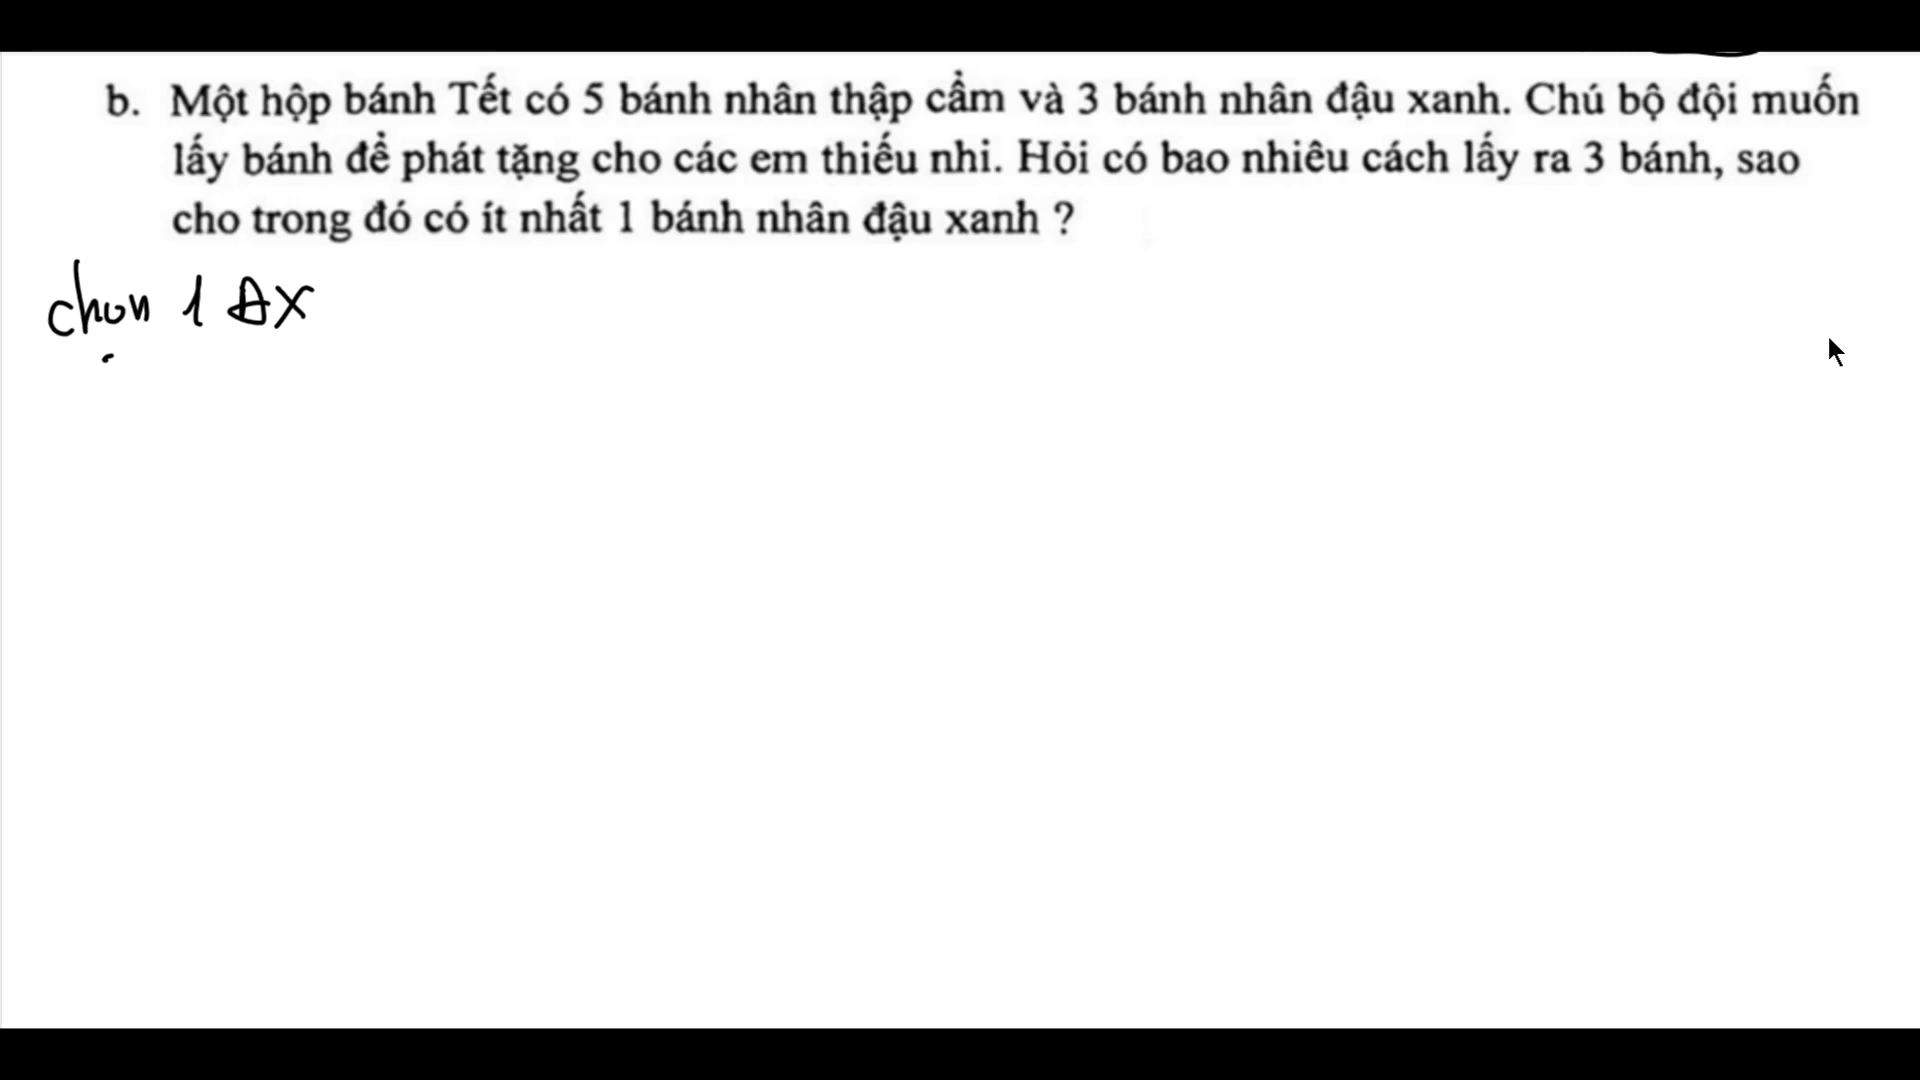 b. Một hộp bánh Tết có 5 bánh nhân thập cẩm và 3 bánh nhân đậu xanh. Chú bộ đội muốn
lấy bánh để phát tặng cho các em thiếu nhi. Hỏi có bao nhiêu cách lấy ra 3 bánh, sao
cho trong đó có ít nhất 1 bánh nhân đậu xanh ?
chọn 1 ĐX